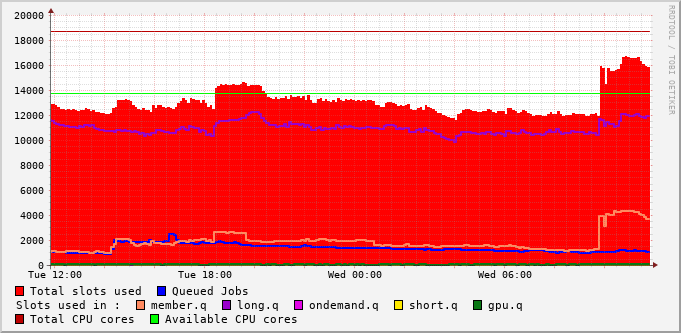 20000
18000
16000
14000
12000
10000
8000
6000
4000
2000
0
Tue 12:00 Tue 18:00 Wed 00:00 Wed 06:00
Total slots used Queued Jobs
Slots used in : member.q long.q ondemand.q short.q gpu.q
Total CPU cores Available CPU cores
RRDTOOL / TOBI OETIKER